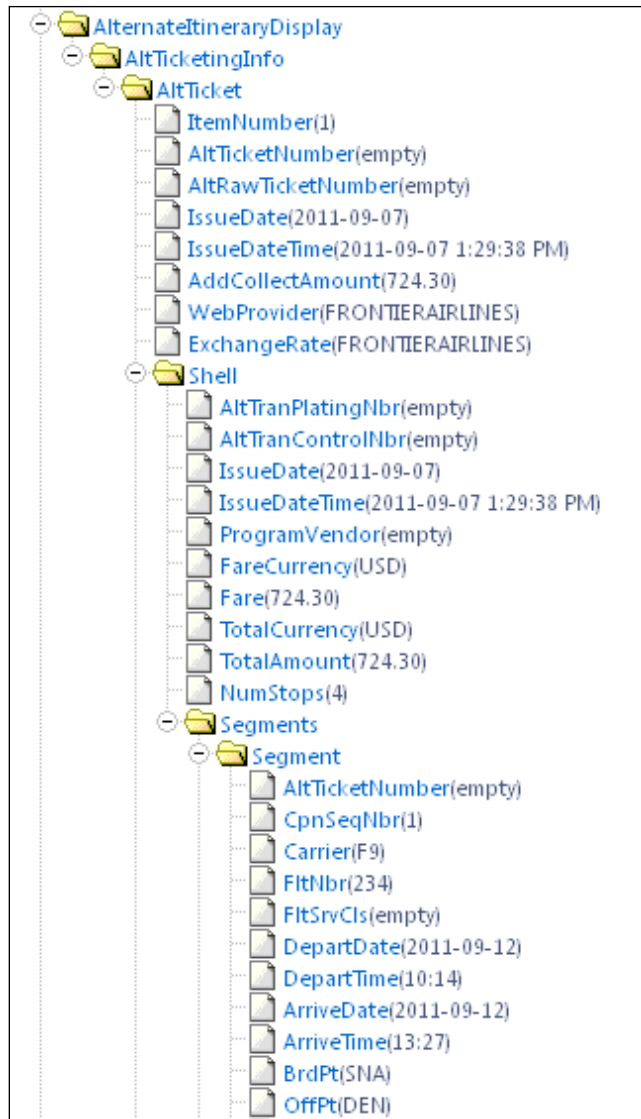 AlternateItineraryDisplay
AltTicketingInfo
AltTicket
ItemNumber(1)
AltTicketNumber(empty)
AltRawTicketNumber(empty)
IssueDate(2011-09-07)
IssueDateTime(2011-09-07 1:29:38 PM)
AddCollectAmount(724.30)
WebProvider(FRONTIERAIRLINES)
ExchangeRate(FRONTIERAIRLINES)
Shell
AltTranPlatingNbr(empty)
AltTranControlNbr(empty)
IssueDate(2011-09-07)
IssueDateTime(2011-09-07 1:29:38 PM)
ProgramVendor(empty)
FareCurrency(USD)
Fare(724.30)
TotalCurrency(USD)
TotalAmount(724.30)
NumStops(4)
Segments
Segment
AltTicketNumber(empty)
CpnSeqNbr(1)
Carrier(F9)
FltNbr(234)
FltSrvCls(empty)
DepartDate(2011-09-12)
DepartTime(10:14)
ArriveDate(2011-09-12)
ArriveTime(13:27)
BrdPt(SNA)
OffPt(DEN)